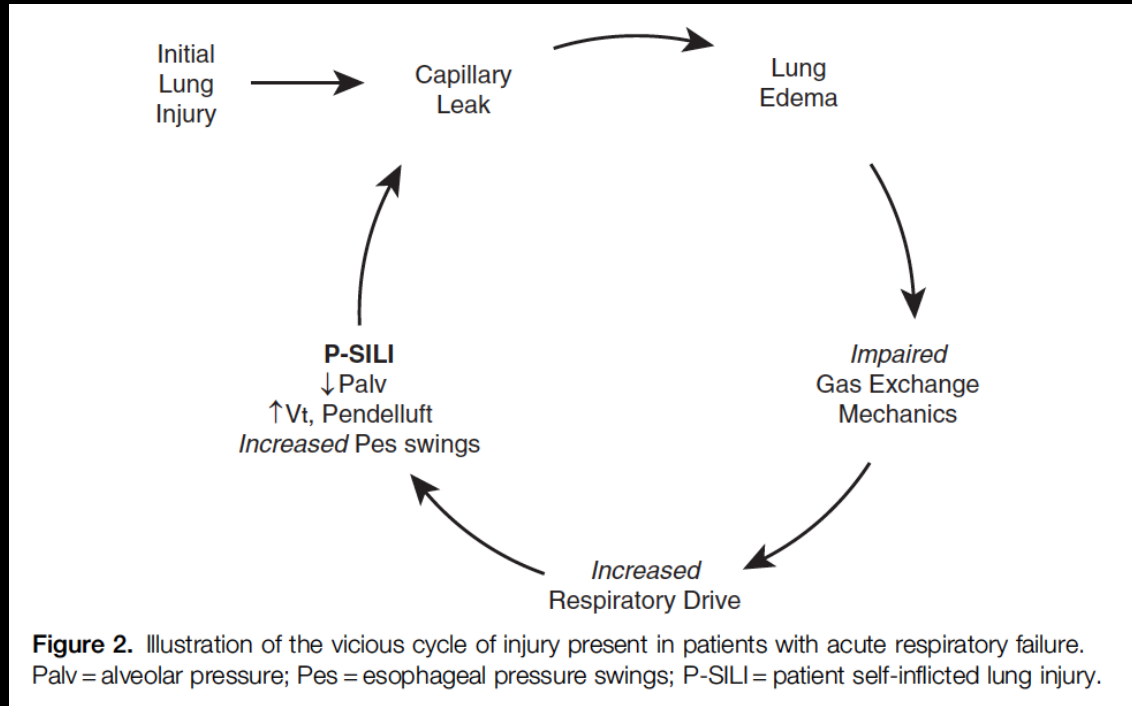 Initial
Lung
Injury
Capillary
Leak
Lung
Edema
Impaired
Gas Exchange
Mechanics
Increased
Respiratory Drive
P-SILI
↓Palv
↑Vt, Pendelluft
Increased Pes swings
Figure 2. Illustration of the vicious cycle of injury present in patients with acute respiratory failure.
Palv = alveolar pressure; Pes = esophageal pressure swings; P-SILI = patient self-inflicted lung injury.